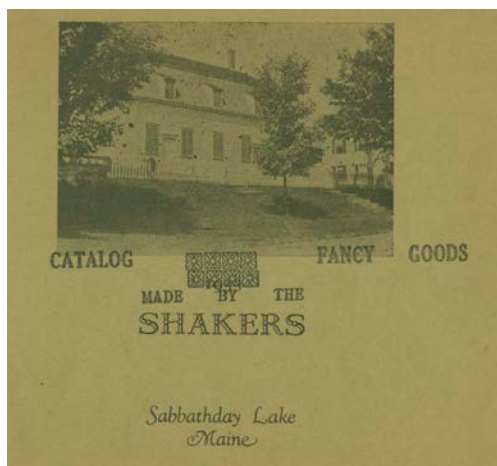 CATALOG FANCY GOODS
MADE BY THE
SHAKERS
Sabbathday Lake
Maine